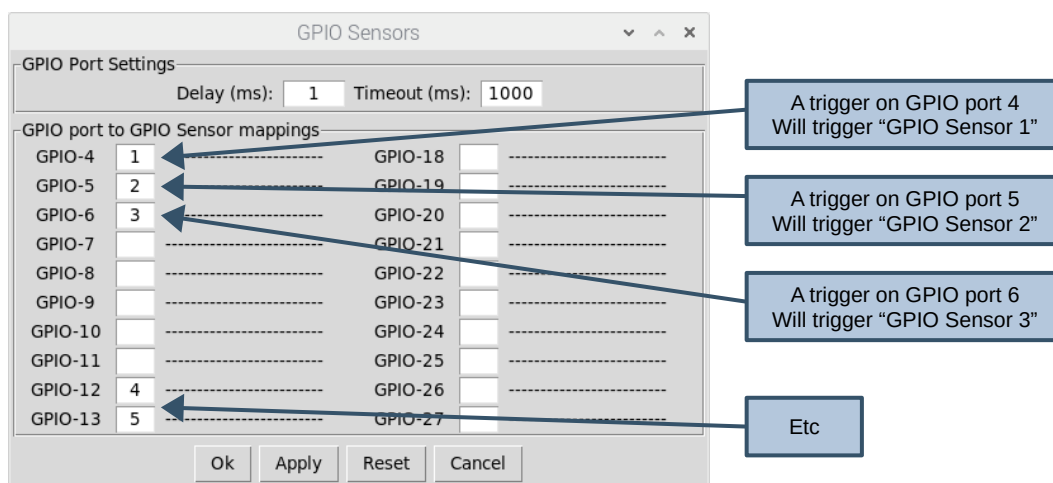 GPIO Sensors
GPIO Port Settings
Delay (ms): 1 Timeout (ms): 1000
GPIO port to GPIO Sensor mappings
GPIO-4 1 ---------------------- GPIO-18 ----------------------
GPIO-5 2 ---------------------- GPIO-19 ----------------------
GPIO-6 3 ---------------------- GPIO-20 ----------------------
GPIO-7 ---------------------- GPIO-21 ----------------------
GPIO-8 ---------------------- GPIO-22 ----------------------
GPIO-9 ---------------------- GPIO-23 ----------------------
GPIO-10 ---------------------- GPIO-24 ----------------------
GPIO-11 ---------------------- GPIO-25 ----------------------
GPIO-12 4 ---------------------- GPIO-26 ----------------------
GPIO-13 5 ---------------------- GPIO-27 ----------------------
Ok Apply Reset Cancel
A trigger on GPIO port 4
Will trigger “GPIO Sensor 1”
A trigger on GPIO port 5
Will trigger “GPIO Sensor 2”
A trigger on GPIO port 6
Will trigger “GPIO Sensor 3”
Etc